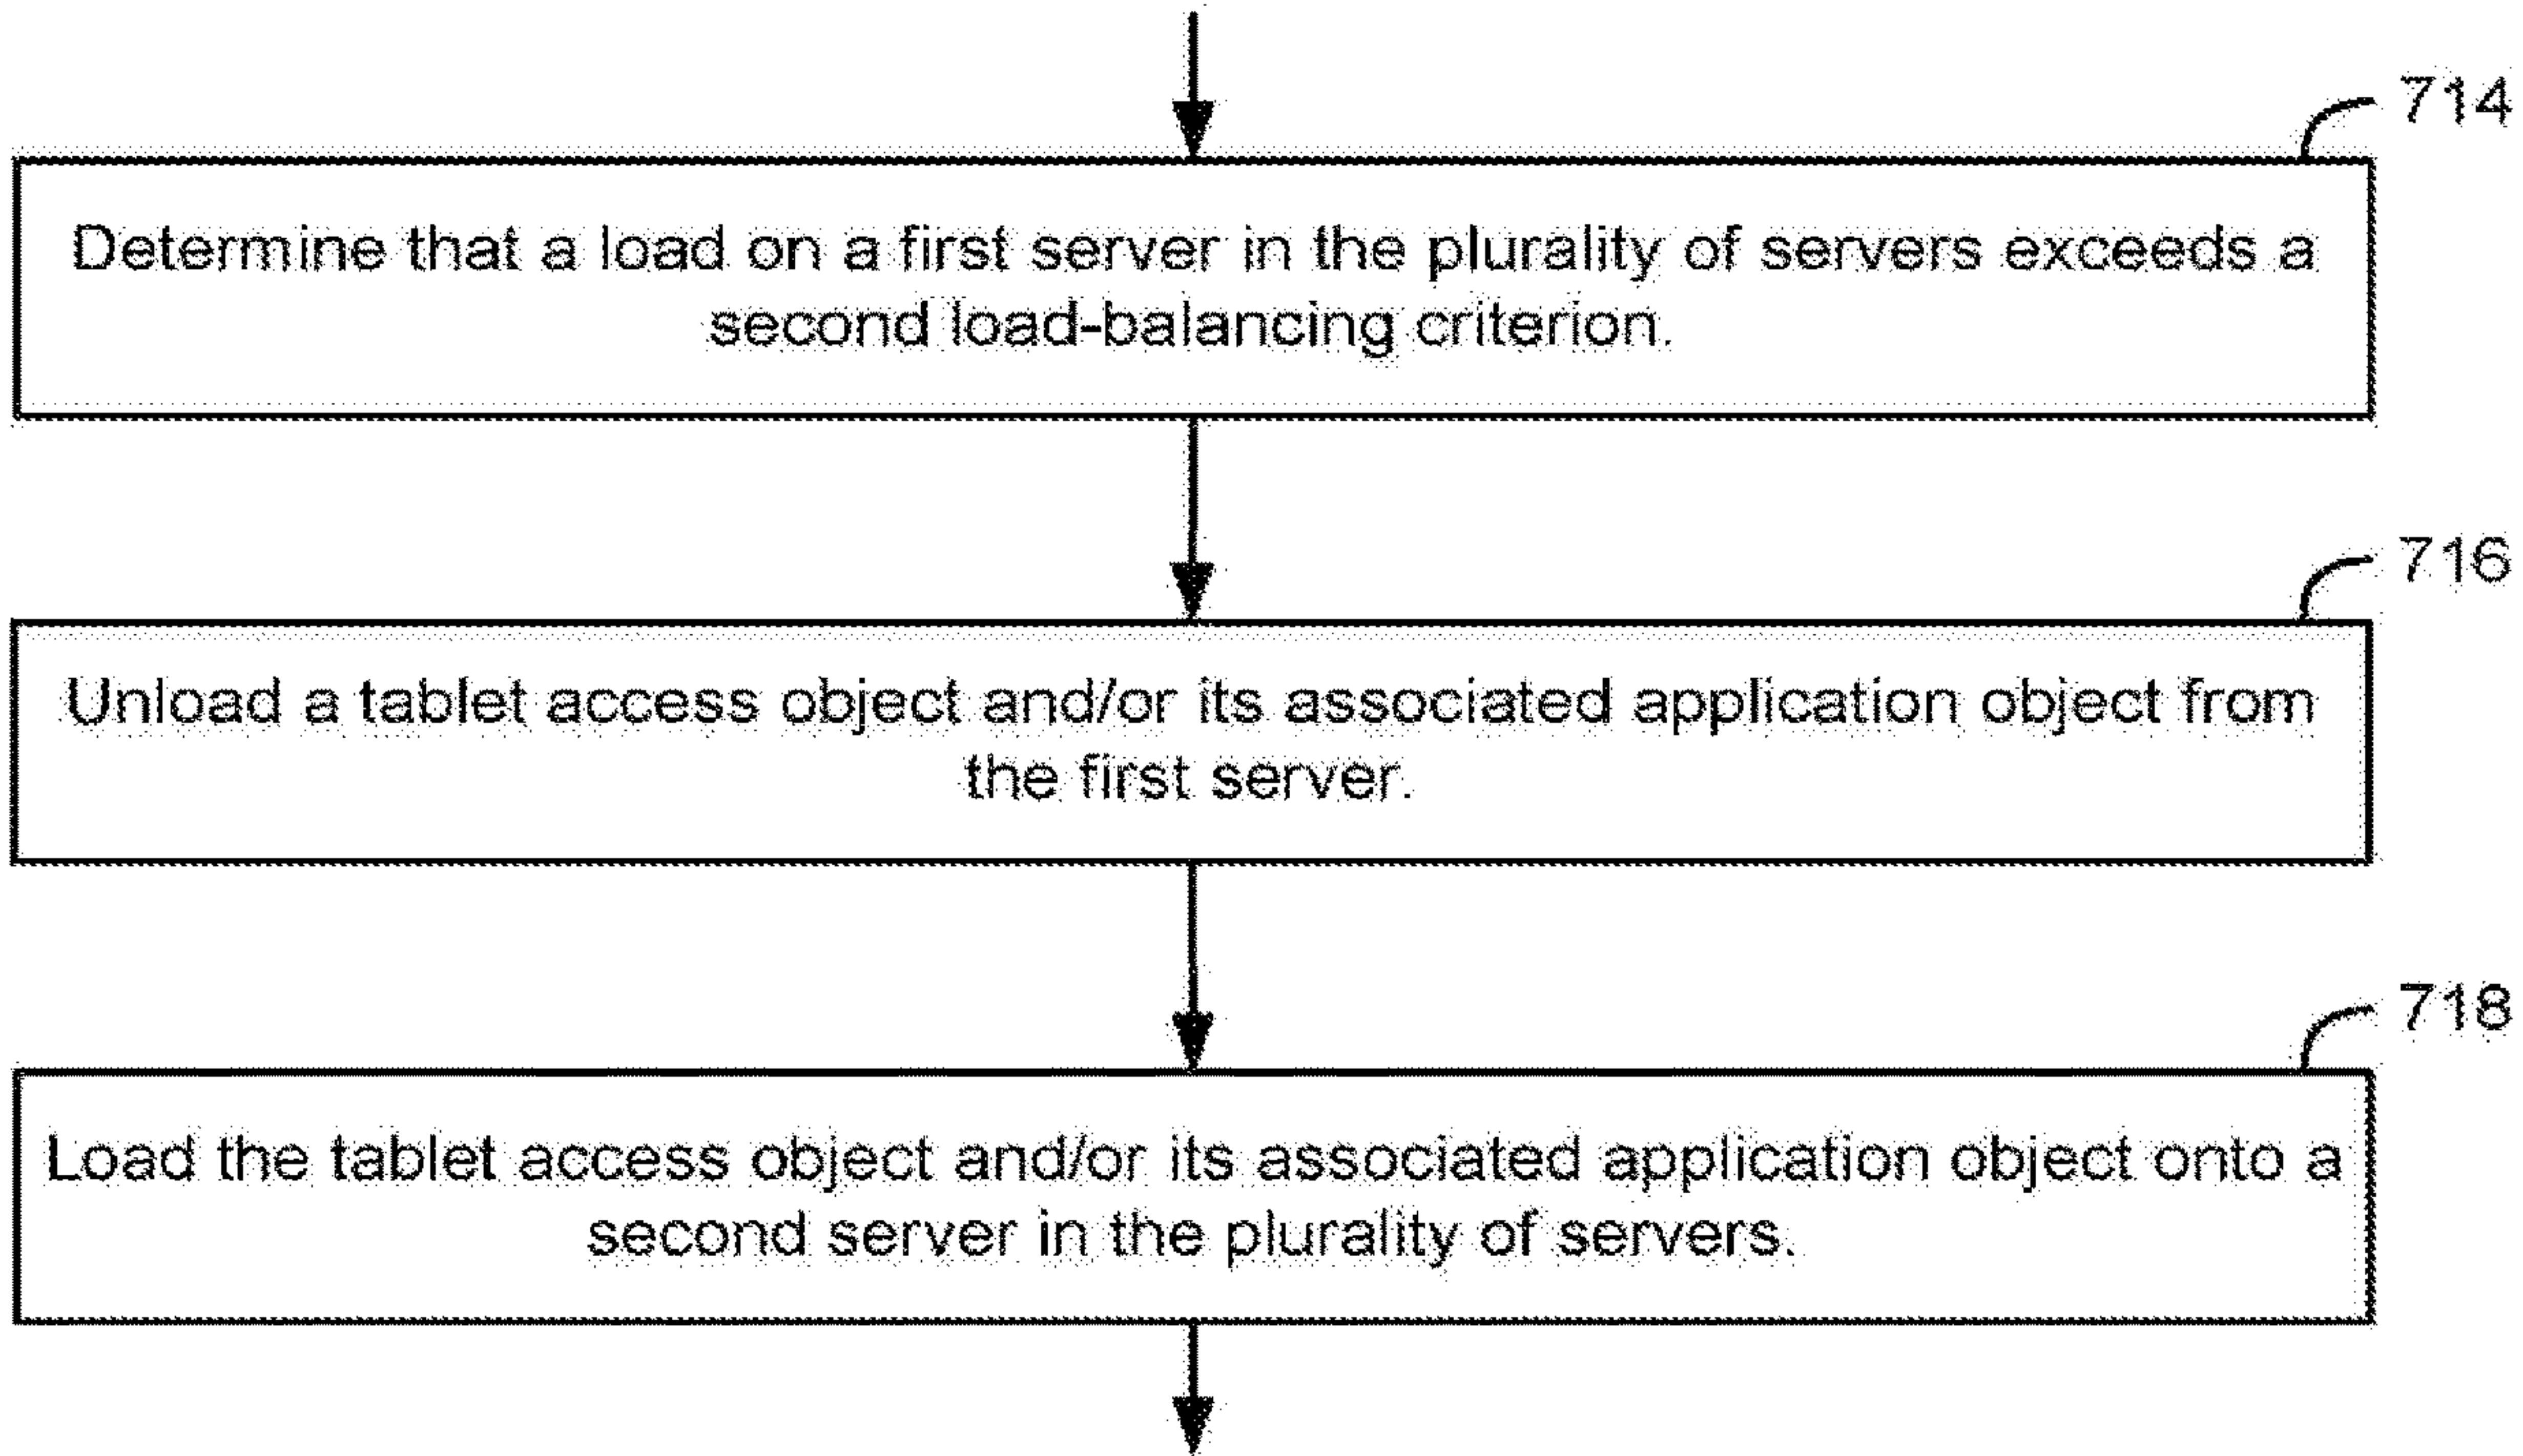 714
Determine that a load on a first server in the plurality of servers exceeds a
second load-balancing criterion.
716
Unload a tablet access object and/or its associated application object from
the first server.
718
Load the tablet access object and/or its associated application object onto a
second server in the plurality of servers.